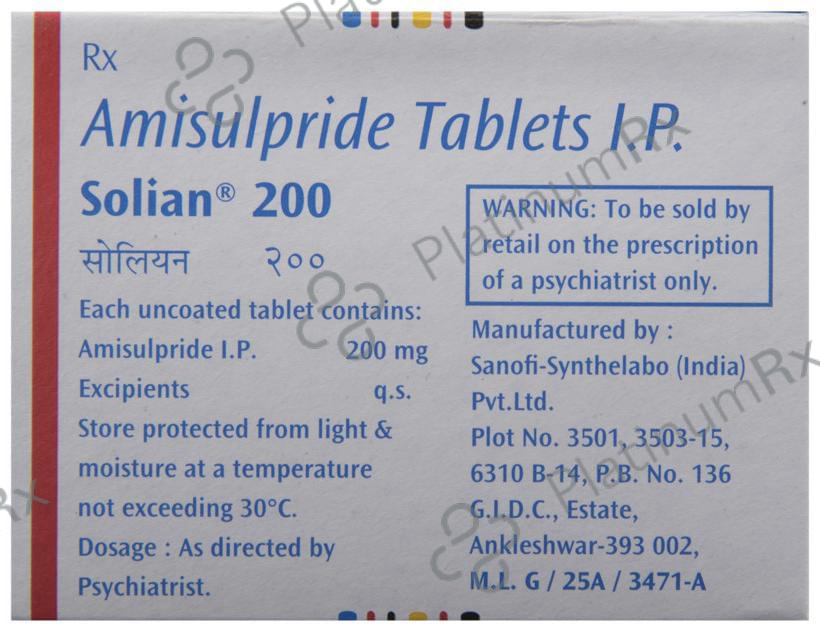 Rx
Amisulpride Tablets I.P.
Solian® 200
सोलियन २००
Each uncoated tablet contains:
Amisulpride I.P. 200 mg
Excipients q.s.
Store protected from light &
moisture at a temperature
not exceeding 30°C.
Dosage : As directed by
Psychiatrist.
WARNING: To be sold by
retail on the prescription
of a psychiatrist only.
Manufactured by :
Sanofi-Synthelabo (India)
Pvt.Ltd.
Plot No. 3501, 3503-15,
6310 B-14, P.B. No. 136
G.I.D.C., Estate,
Ankleshwar-393 002,
M.L. G / 25A / 3471-A
PlatinumRx
PlatinumRx